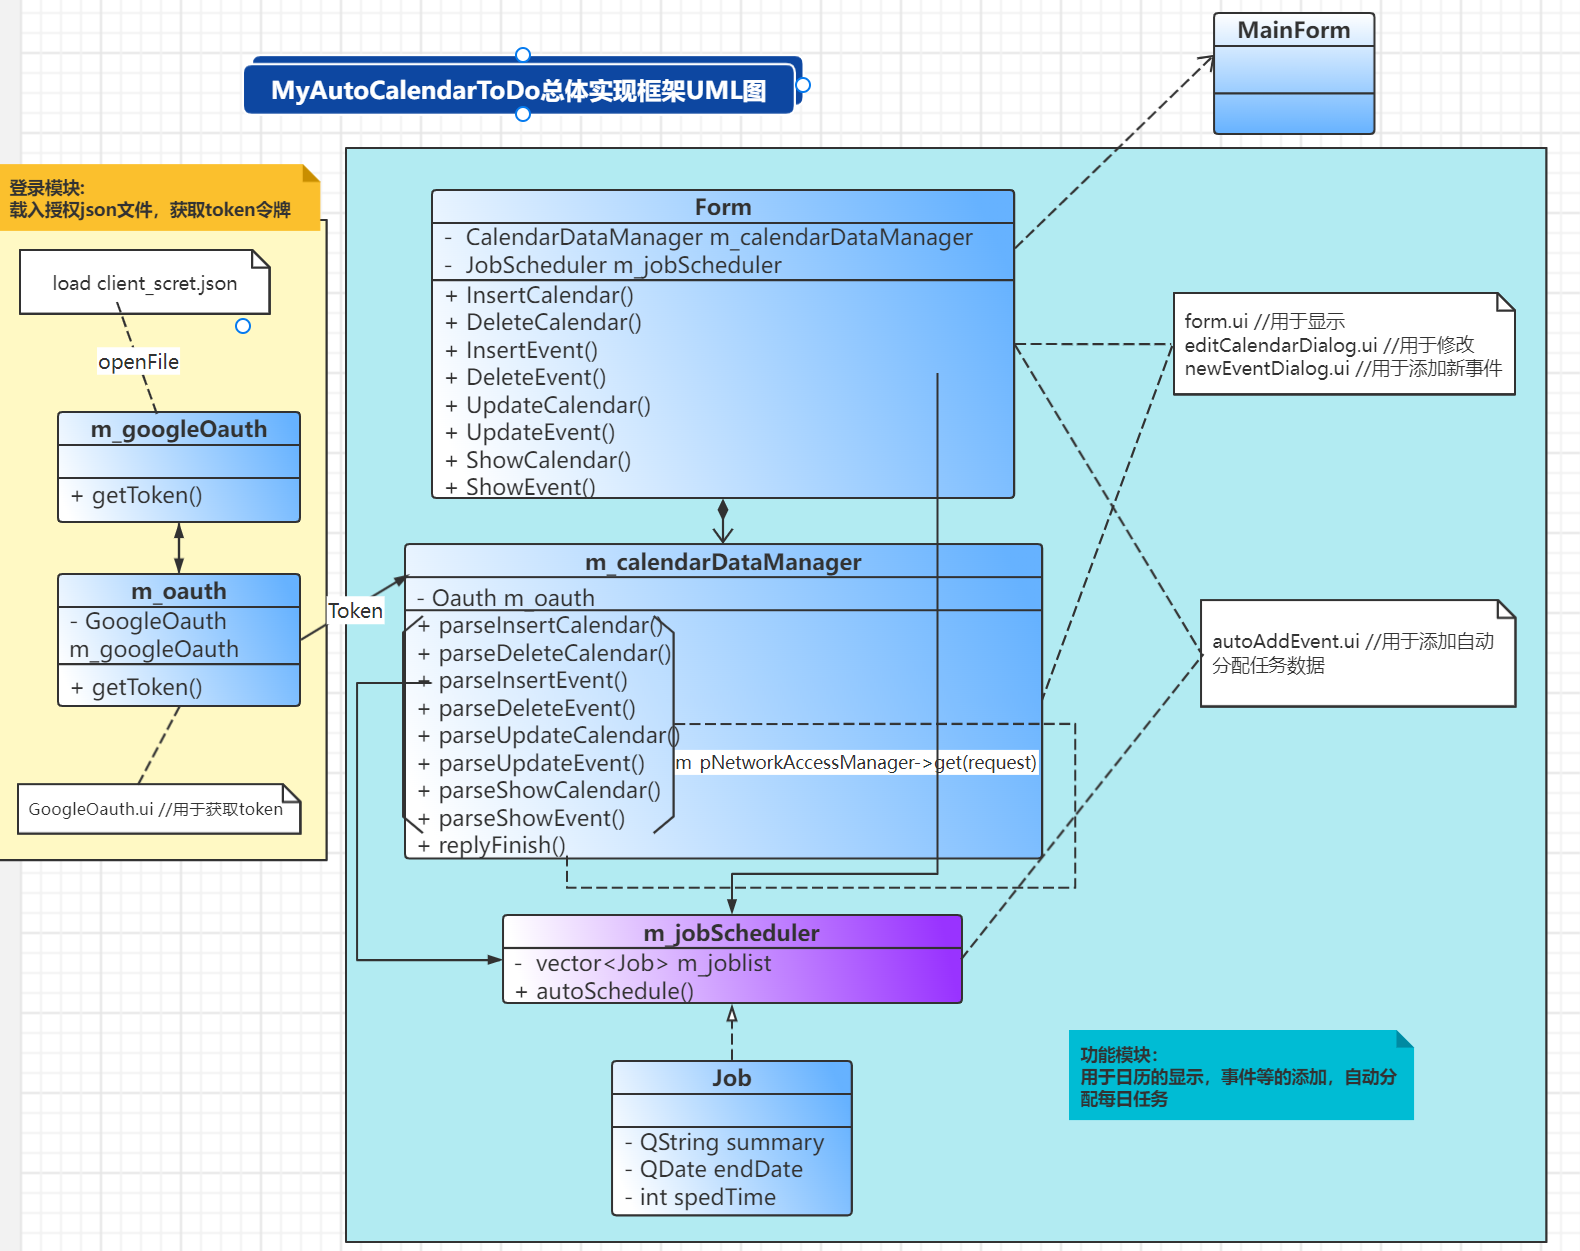 MainForm
MyAutoCalendarToDo总体实现框架UML图
登录模块:
载入授权json文件，获取token令牌
load client_scret.json
openFile
m_googleOauth
+ getToken()
m_oauth
- GoogleOauth
m_googleOauth
+ getToken()
GoogleOauth.ui //用于获取token
Token
Form
- CalendarDataManager m_calendarDataManager
- JobScheduler m_jobScheduler
+ InsertCalendar()
+ DeleteCalendar()
+ InsertEvent()
+ DeleteEvent()
+ UpdateCalendar()
+ UpdateEvent()
+ ShowCalendar()
+ ShowEvent()
m_calendarDataManager
- Oauth m_oauth
+ parseInsertCalendar()
+ parseDeleteCalendar()
+ parseInsertEvent()
+ parseDeleteEvent()
+ parseUpdateCalendar()
+ parseUpdateEvent()
+ parseShowCalendar()
+ parseShowEvent()
+ replyFinish()
m_pNetworkAccessManager->get(request)
form.ui //用于显示
editCalendarDialog.ui //用于修改
newEventDialog.ui //用于添加新事件
autoAddEvent.ui //用于添加自动
分配任务数据
m_jobScheduler
- vector<Job> m_joblist
+ autoSchedule()
Job
- QString summary
- QDate endDate
- int spedTime
功能模块：
用于日历的显示，事件等的添加，自动分
配每日任务